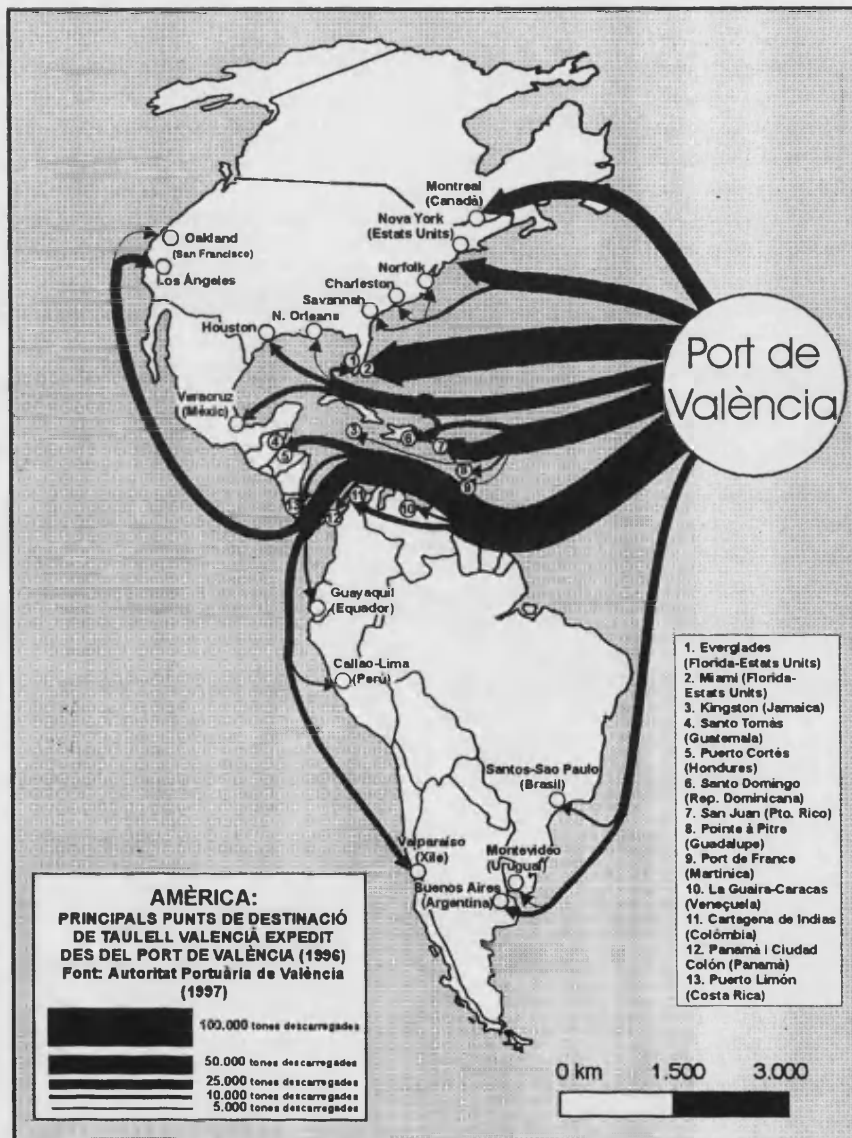 Montreal
(Canadà)
Nova York
(Estats Units)
Oakland
(San Francisco)
Los Ángeles
Norfolk
Charleston
Savannah
N. Orleans
Houston
Port de
València
1
2
Veracruz
(Mèxic)
3
4
5
6
7
8
9
10
11
12
13
Guayaquil
(Equador)
Callao-Lima
(Perú)
Santos-Sao Paulo
(Brasil)
Valparaíso
(Xile)
Montevideo
(Uruguai)
Buenos Aires
(Argentina)
1. Everglades
(Florida-Estats Units)
2. Miami (Florida-
Estats Units)
3. Kingston (Jamaica)
4. Santo Tomás
(Guatemala)
5. Puerto Cortés
(Hondures)
6. Santo Domingo
(Rep. Dominicana)
7. San Juan (Pto. Rico)
8. Pointe à Pitre
(Guadalupe)
9. Port de France
(Martinica)
10. La Guaira-Caracas
(Veneçuela)
11. Cartagena de Indias
(Colòmbia)
12. Panamà i Ciudad
Colón (Panamà)
13. Puerto Limón
(Costa Rica)
AMÈRICA:
PRINCIPALS PUNTS DE DESTINACIÓ
DE TAULELL VALENCIÀ EXPEDIT
DES DEL PORT DE VALÈNCIA (1996)
Font: Autoritat Portuària de València
(1997)
100.000 tones descarregades
50.000 tones descarregades
25.000 tones descarregades
10.000 tones descarregades
5.000 tones descarregades
0 km 1.500 3.000